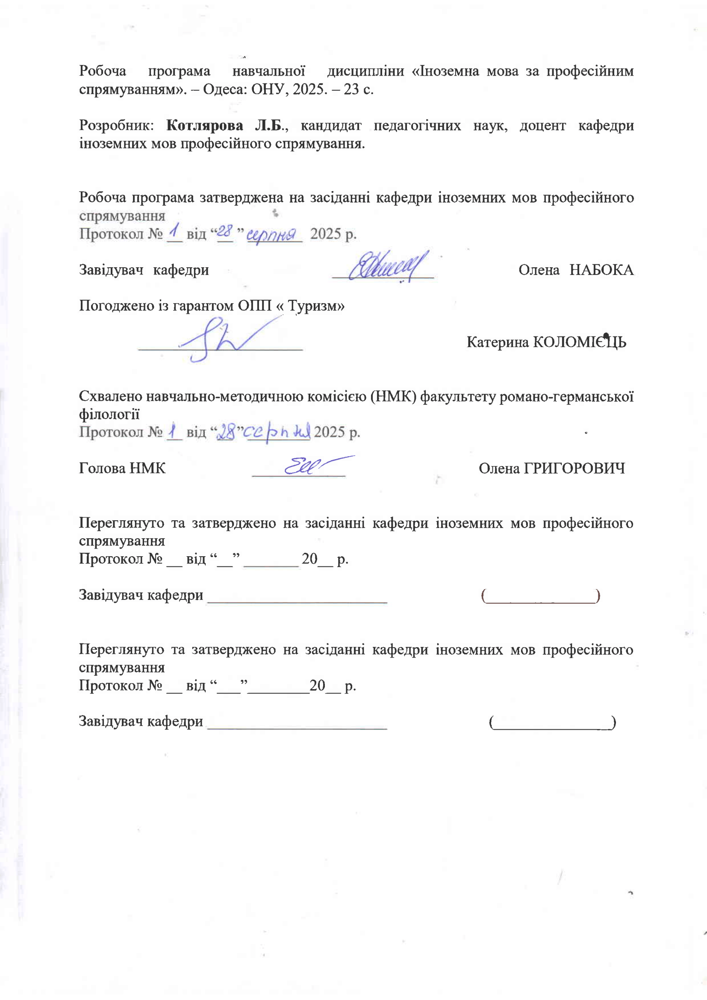 Робоча програма навчальної дисципліни «Іноземна мова за професійним
спрямуванням». – Одеса: ОНУ, 2025. – 23 с.
Розробник: Котлярова Л.Б., кандидат педагогічних наук, доцент кафедри
іноземних мов професійного спрямування.
Робоча програма затверджена на засіданні кафедри іноземних мов професійного
спрямування
Протокол № 1 від “28” серпня 2025 р.
Завідувач кафедри Олена НАБОКА
Погоджено із гарантом ОПП « Туризм»
Катерина КОЛОМІЄЦЬ
Схвалено навчально-методичною комісією (НМК) факультету романо-германської
філології
Протокол № 1 від “28” серпня 2025 р.
Голова НМК Олена ГРИГОРОВИЧ
Переглянуто та затверджено на засіданні кафедри іноземних мов професійного
спрямування
Протокол № __ від “__” _______ 20__ р.
Завідувач кафедри _______________________ (______________)
Переглянуто та затверджено на засіданні кафедри іноземних мов професійного
спрямування
Протокол № __ від “___”________20__ р.
Завідувач кафедри _______________________ (_______________)